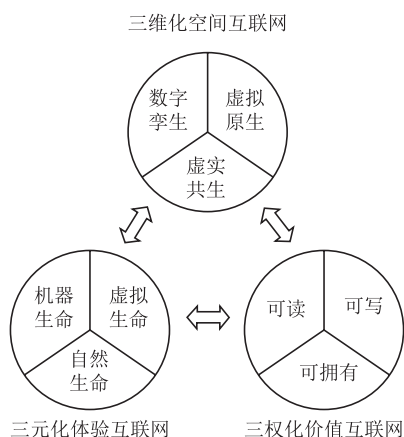 三维化空间互联网
数字
孪生
虚拟
原生
虚实
共生
机器
生命
虚拟
生命
自然
生命
可读
可写
可拥有
三元化体验互联网
三权化价值互联网